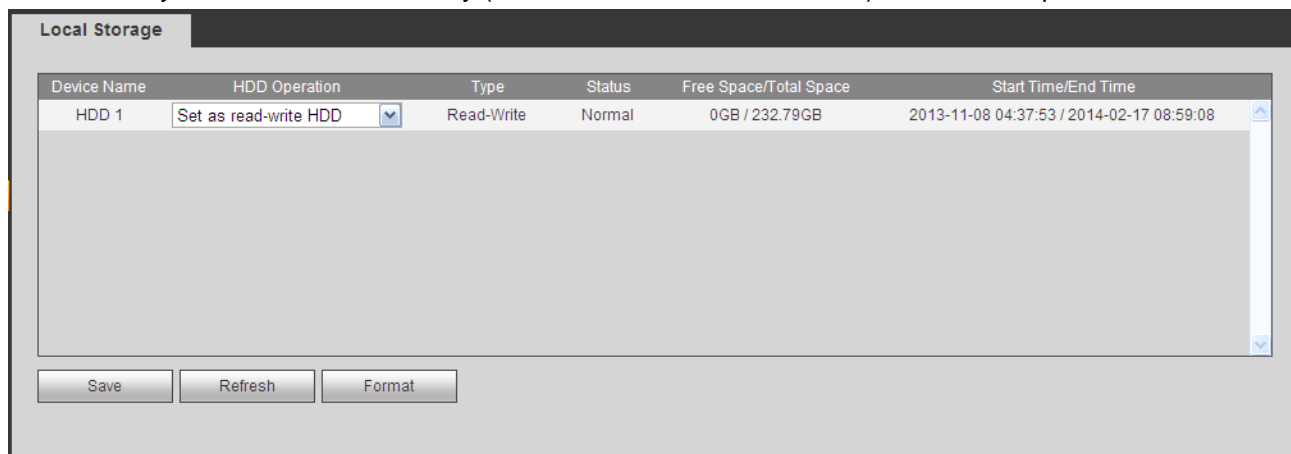 Local Storage
Device Name HDD Operation Type Status Free Space/Total Space Start Time/End Time
HDD 1 Set as read-write HDD Read-Write Normal 0GB / 232.79GB 2013-11-08 04:37:53 / 2014-02-17 08:59:08
Save Refresh Format